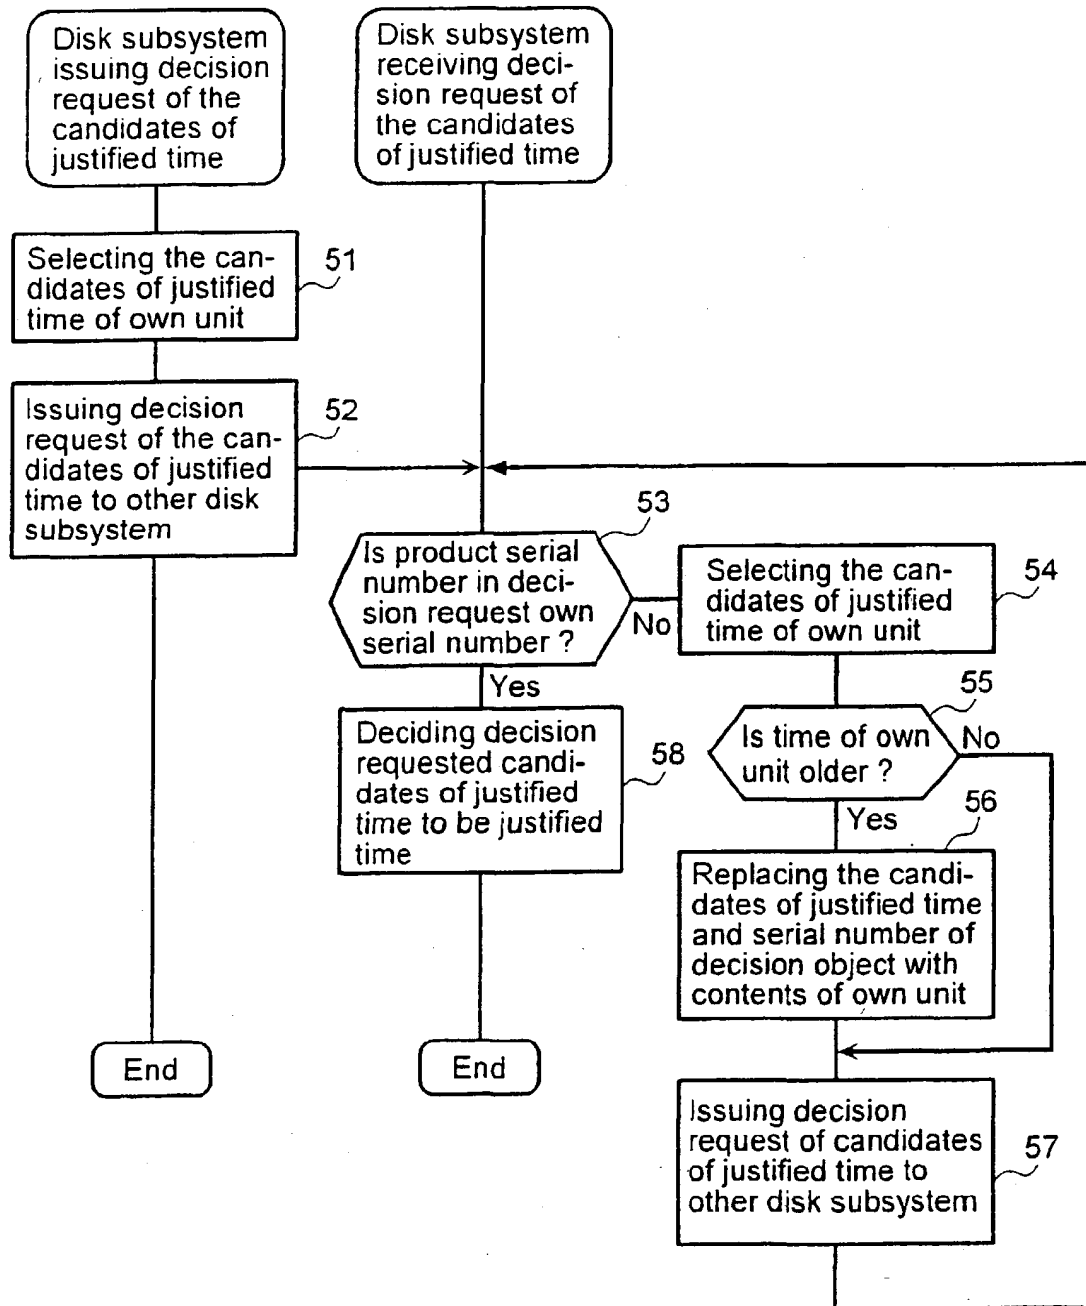 Disk subsystem
issuing decision
request of the
candidates of
justified time
Disk subsystem
receiving deci-
sion request of
the candidates
of justified time
Selecting the can-
didates of justified
time of own unit
51
Issuing decision
request of the can-
didates of justified
time to other disk
subsystem
52
53
Is product serial
number in deci-
sion request own
serial number ?
No
Yes
Selecting the can-
didates of justified
time of own unit
54
55
Is time of own
unit older ?
No
Yes
Deciding decision
requested candi-
dates of justified
time to be justified
time
58
56
Replacing the candi-
dates of justified time
and serial number of
decision object with
contents of own unit
End
End
Issuing decision
request of candidates
of justified time to
other disk subsystem
57